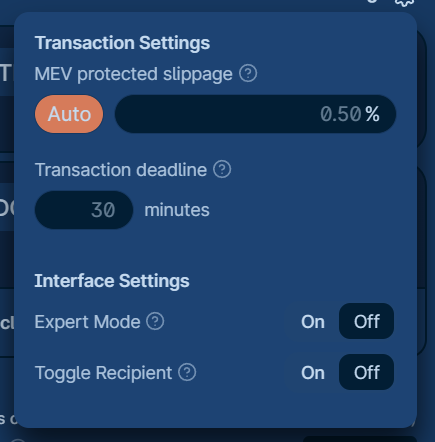 Transaction Settings
MEV protected slippage ?
Auto 0.50 %
Transaction deadline ?
30 minutes
Interface Settings
Expert Mode ? On Off
Toggle Recipient ? On Off